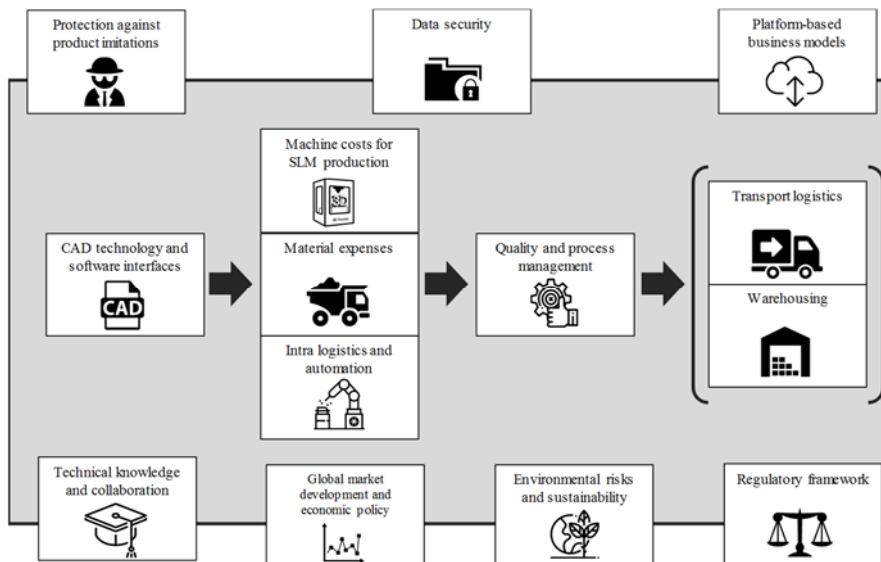 Protection against
product imitations
Data security
Platform-based
business models
Machine costs for
SLM production
CAD technology and
software interfaces
CAD
Material expenses
Quality and process
management
Transport logistics
Warehousing
Intra logistics and
automation
Technical knowledge
and collaboration
Global market
development and
economic policy
Environmental risks
and sustainability
Regulatory framework